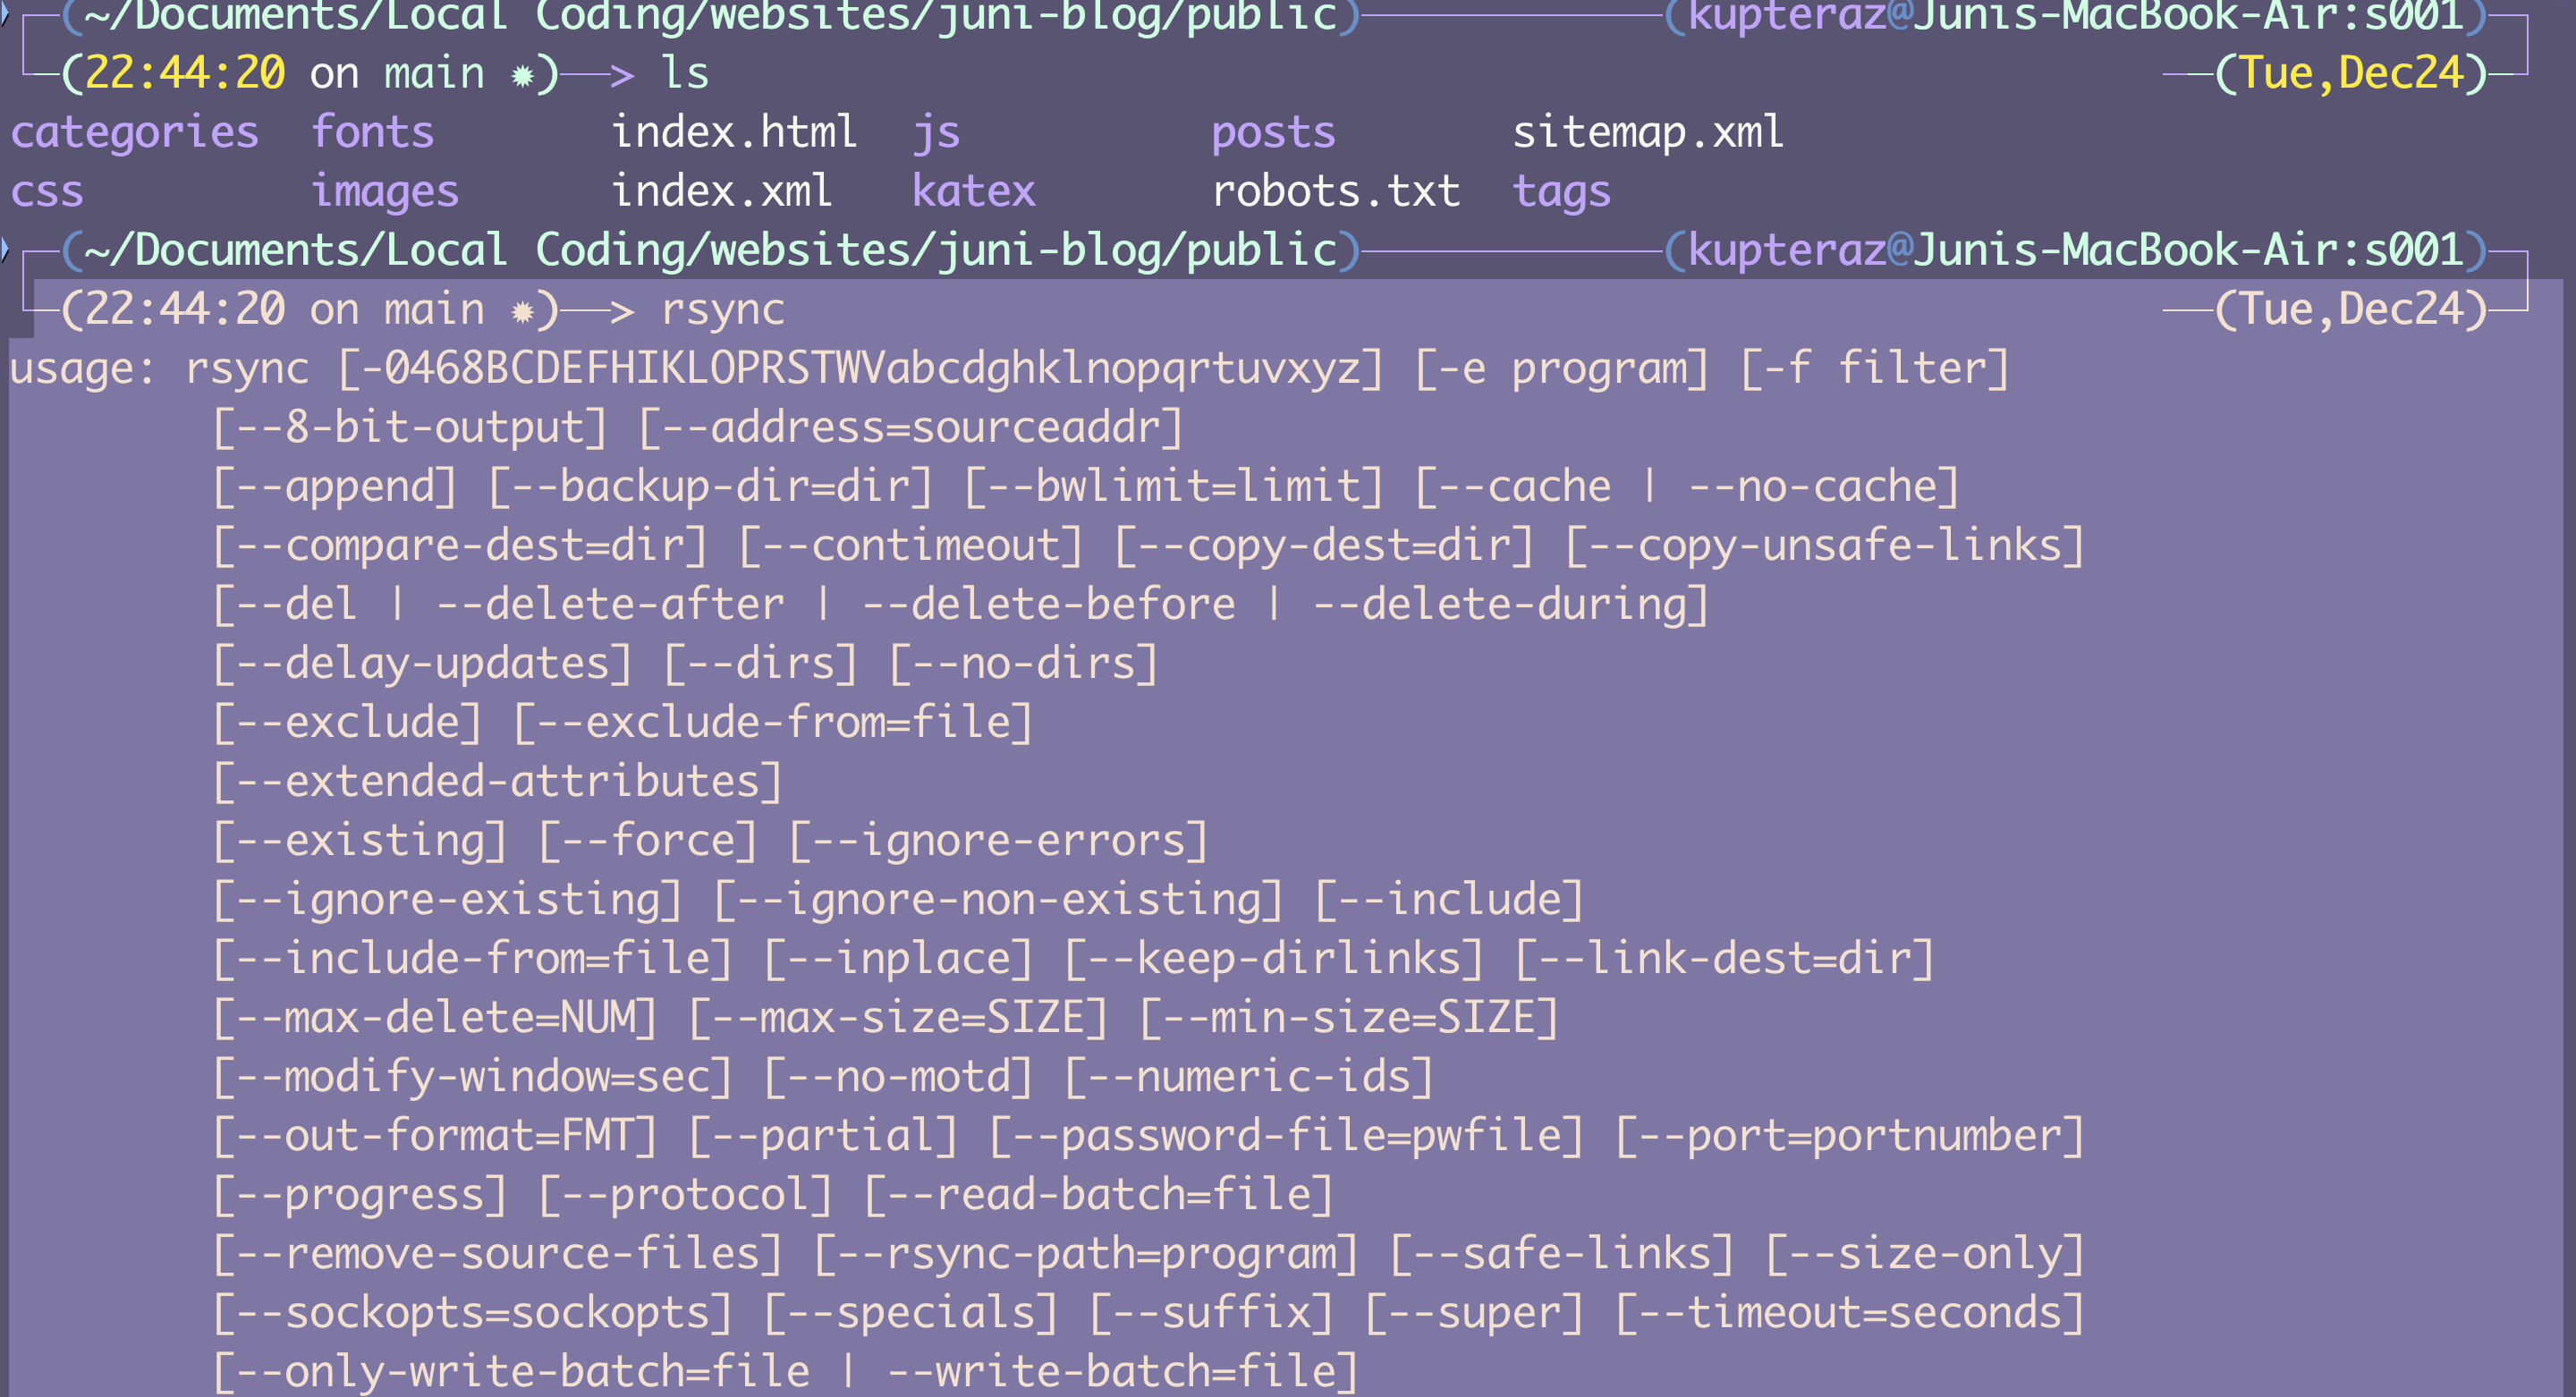 (~/Documents/Local Coding/websites/juni-blog/public) (kupteraz@Junis-MacBook-Air:s001)
(22:44:20 on main ✹)──> ls (Tue,Dec24)
categories fonts index.html js posts sitemap.xml
css images index.xml katex robots.txt tags
(~/Documents/Local Coding/websites/juni-blog/public) (kupteraz@Junis-MacBook-Air:s001)
(22:44:20 on main ✹)──> rsync (Tue,Dec24)
usage: rsync [-0468BCDEFHIKLOPRSTWVabcdghklnopqrtuvxyz] [-e program] [-f filter]
[--8-bit-output] [--address=sourceaddr]
[--append] [--backup-dir=dir] [--bwlimit=limit] [--cache | --no-cache]
[--compare-dest=dir] [--contimeout] [--copy-dest=dir] [--copy-unsafe-links]
[--del | --delete-after | --delete-before | --delete-during]
[--delay-updates] [--dirs] [--no-dirs]
[--exclude] [--exclude-from=file]
[--extended-attributes]
[--existing] [--force] [--ignore-errors]
[--ignore-existing] [--ignore-non-existing] [--include]
[--include-from=file] [--inplace] [--keep-dirlinks] [--link-dest=dir]
[--max-delete=NUM] [--max-size=SIZE] [--min-size=SIZE]
[--modify-window=sec] [--no-motd] [--numeric-ids]
[--out-format=FMT] [--partial] [--password-file=pwfile] [--port=portnumber]
[--progress] [--protocol] [--read-batch=file]
[--remove-source-files] [--rsync-path=program] [--safe-links] [--size-only]
[--sockopts=sockopts] [--specials] [--suffix] [--super] [--timeout=seconds]
[--only-write-batch=file | --write-batch=file]